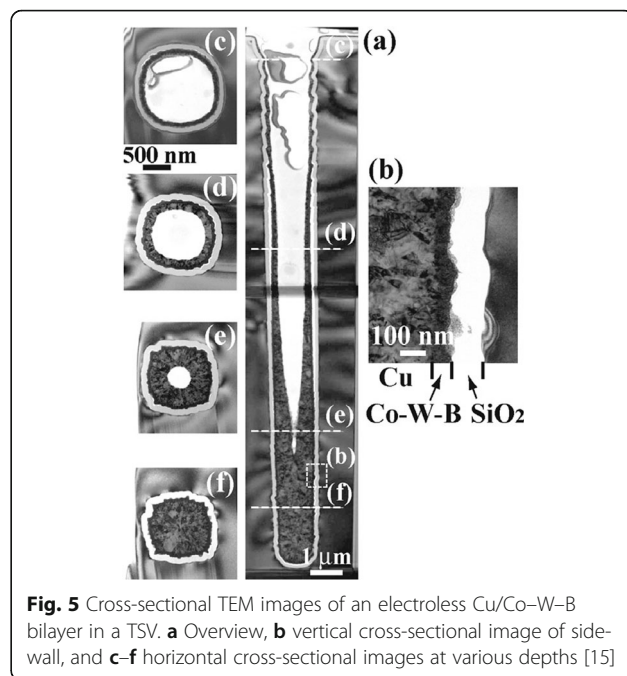 (c)
500 nm
(d)
(e)
(f)
(c)
(a)
(d)
(e)
(b)
(f)
1 μm
(b)
100 nm
Cu
Co-W-B SiO₂
Fig. 5 Cross-sectional TEM images of an electroless Cu/Co–W–B
bilayer in a TSV. a Overview, b vertical cross-sectional image of side-
wall, and c–f horizontal cross-sectional images at various depths [15]